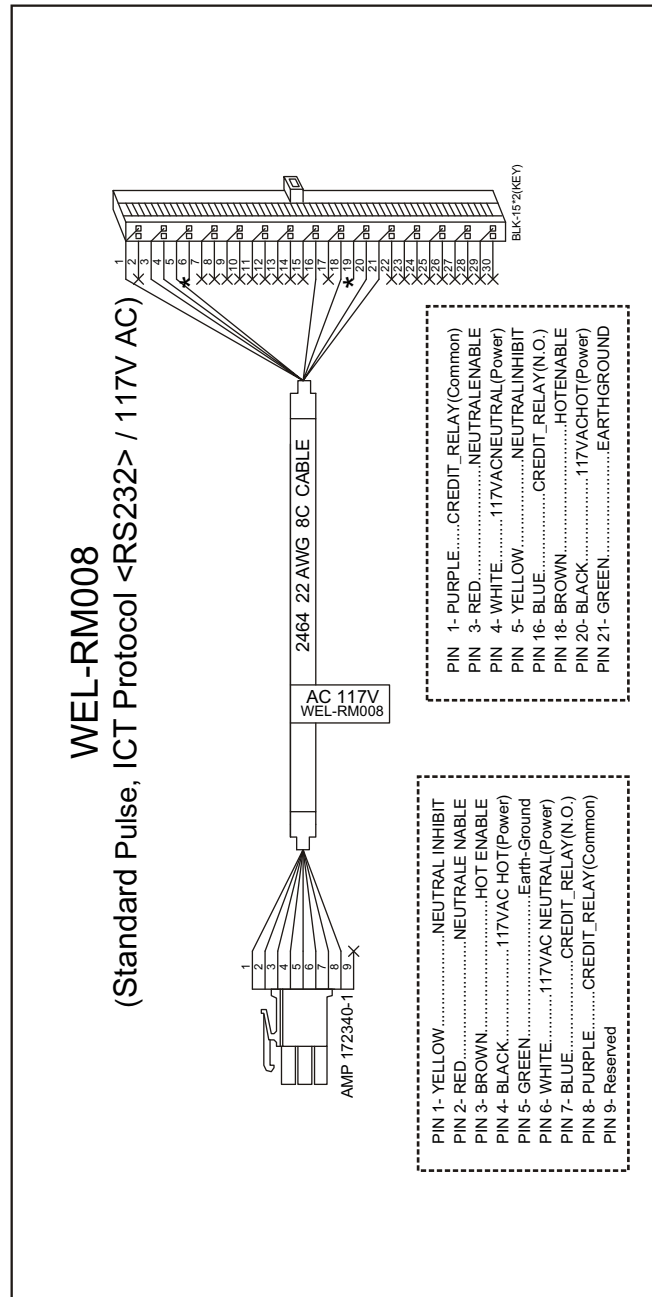 WEL-RM008
(Standard Pulse, ICT Protocol <RS232> / 117V AC)
1
2
3
4
5
6
7
8
9
AMP 172340-1
AC 117V
WEL-RM008
2464 22 AWG 8C CABLE
1
2
3
4
5
6
*
7
8
9
10
11
12
13
14
15
16
17
18
19
*
20
21
22
23
24
25
26
27
28
29
30
BLK-15*2(KEY)
PIN 1- YELLOW................NEUTRAL INHIBIT
PIN 2- RED.......................NEUTRALE NABLE
PIN 3- BROWN.........................HOT ENABLE
PIN 4- BLACK..............117VAC HOT(Power)
PIN 5- GREEN........................Earth-Ground
PIN 6- WHITE........117VAC NEUTRAL(Power)
PIN 7- BLUE.............CREDIT_RELAY(N.O.)
PIN 8- PURPLE......CREDIT_RELAY(Common)
PIN 9- Reserved
PIN 1- PURPLE.....CREDIT_RELAY(Common)
PIN 3- RED.....................NEUTRALENABLE
PIN 4- WHITE.........117VACNEUTRAL(Power)
PIN 5- YELLOW..............NEUTRALINHIBIT
PIN 16- BLUE...............CREDIT_RELAY(N.O.)
PIN 18- BROWN.......................HOTENABLE
PIN 20- BLACK...............117VACHOT(Power)
PIN 21- GREEN..................EARTHGROUND